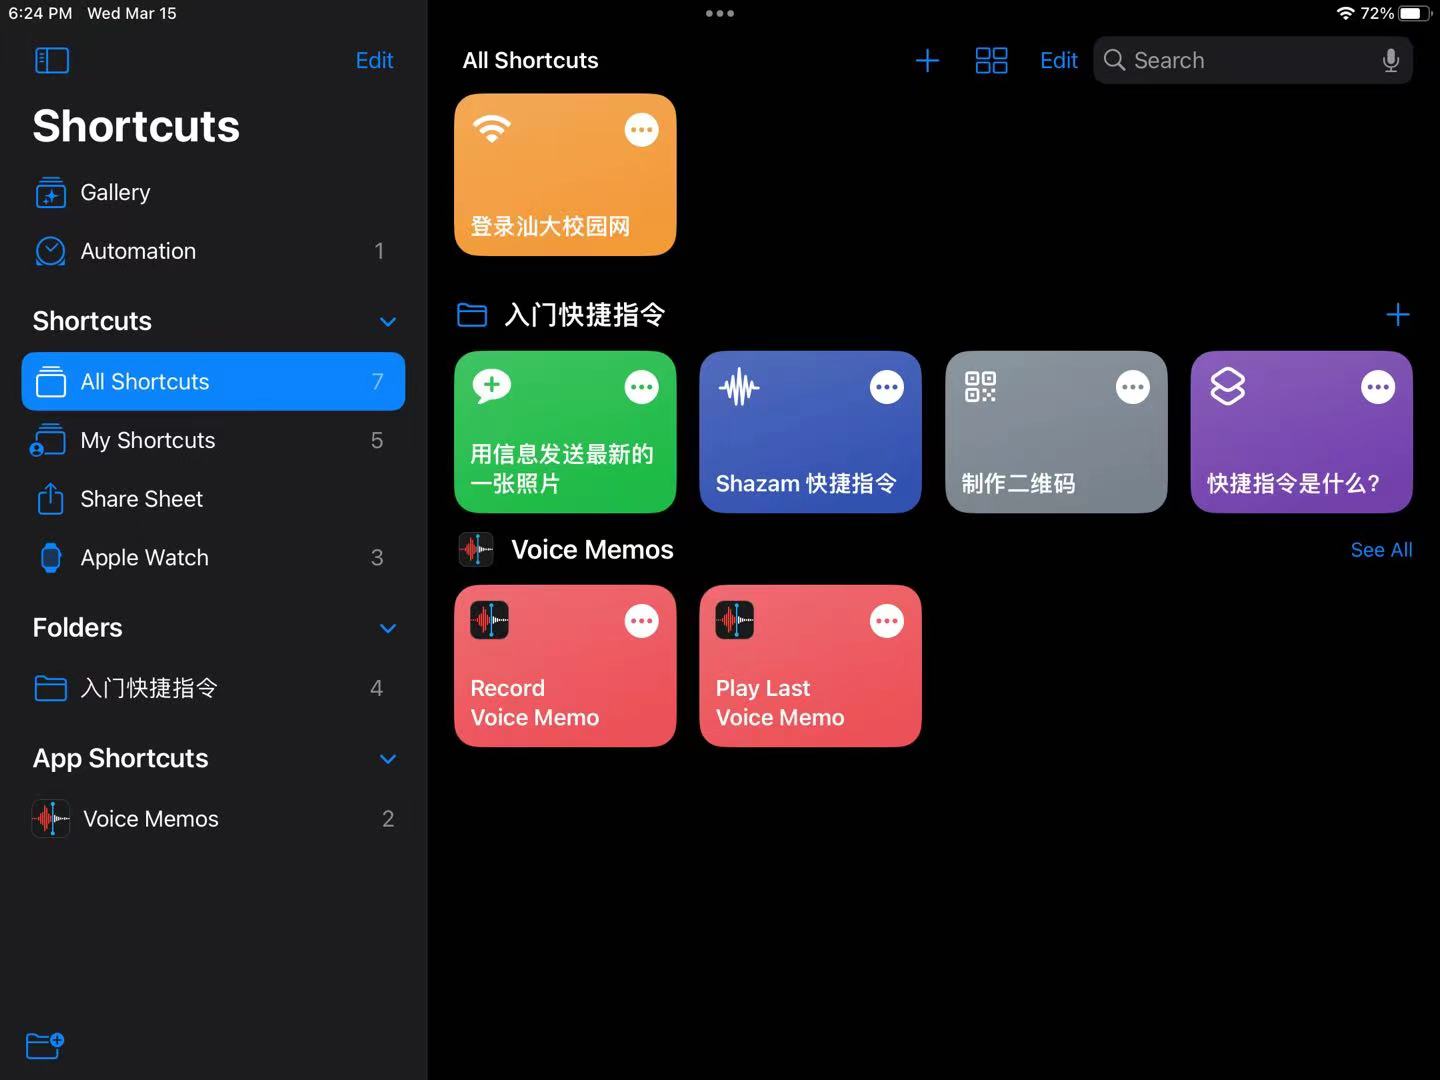 6:24 PM Wed Mar 15
72%
Edit
Shortcuts
Gallery
Automation 1
Shortcuts
All Shortcuts 7
My Shortcuts 5
Share Sheet
Apple Watch 3
Folders
入门快捷指令 4
App Shortcuts
Voice Memos 2
All Shortcuts
Edit
Search
登录汕大校园网
入门快捷指令
用信息发送最新的
一张照片
Shazam 快捷指令
制作二维码
快捷指令是什么?
Voice Memos
See All
Record
Voice Memo
Play Last
Voice Memo